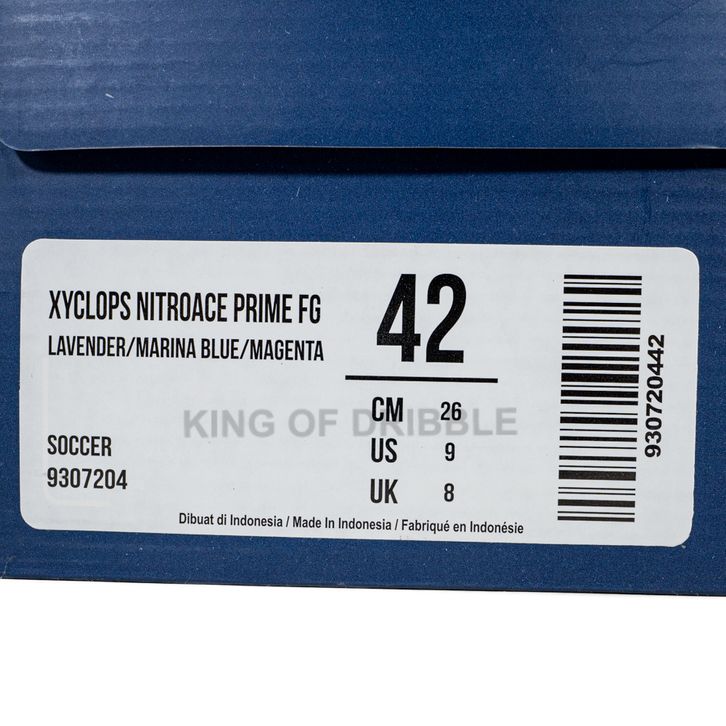 XYCLOPS NITROACE PRIME FG
LAVENDER/MARINA BLUE/MAGENTA
SOCCER
9307204
42
CM 26
US 9
UK 8
KING OF DRIBBLE
Dibuat di Indonesia / Made In Indonesia / Fabriqué en Indonésie
930720442